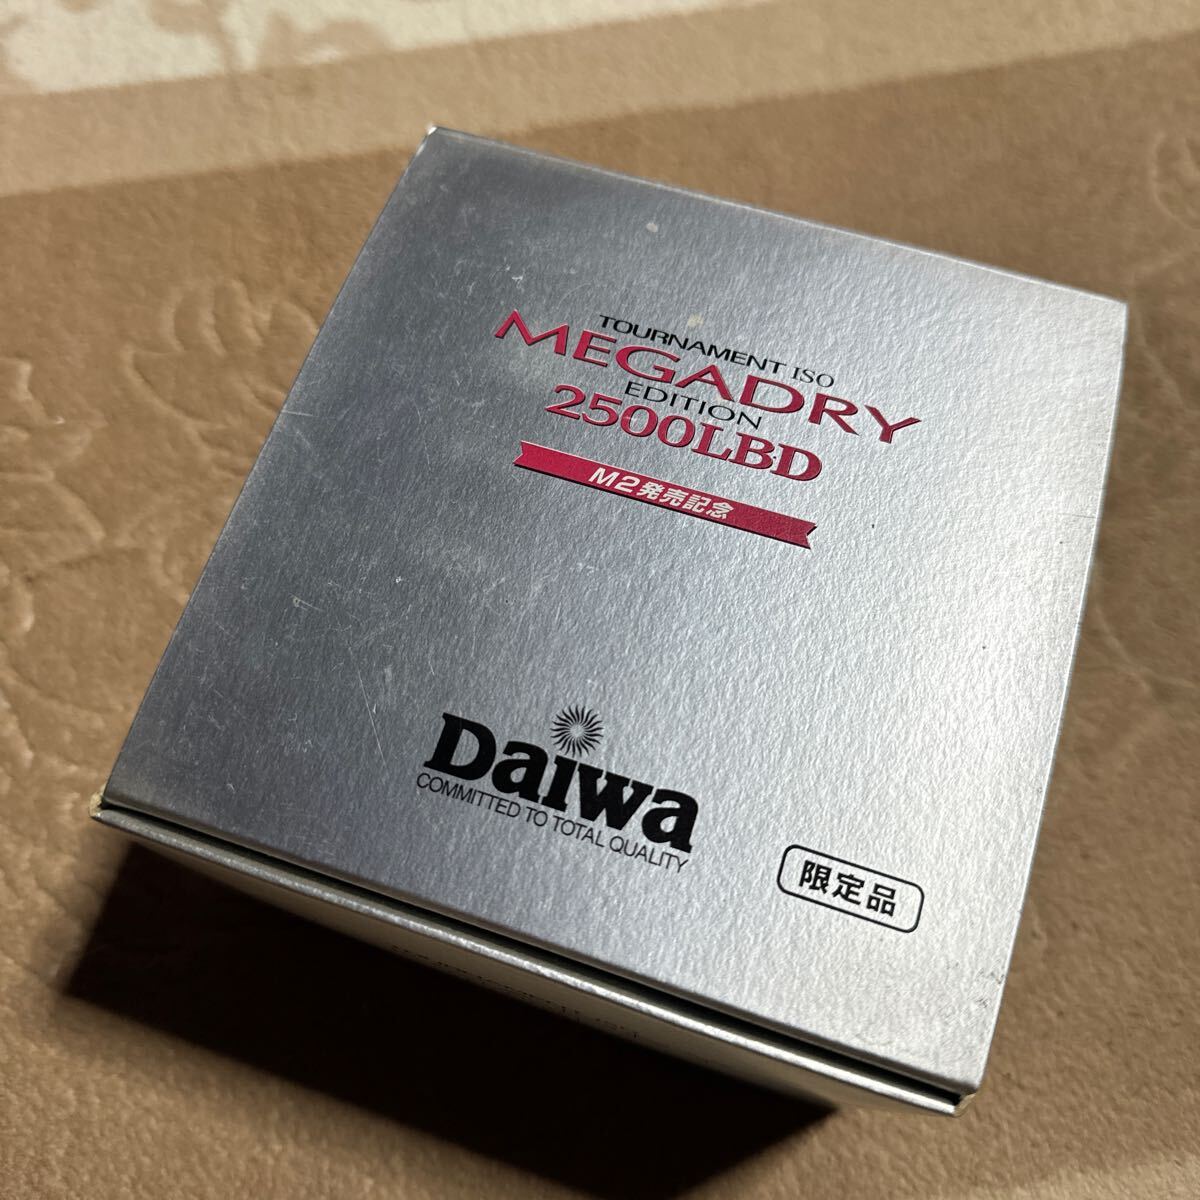 TOURNAMENT ISO
MEGADRY
EDITION
2500LBD
M2発売記念
Daiwa
COMMITTED TO TOTAL QUALITY
限定品